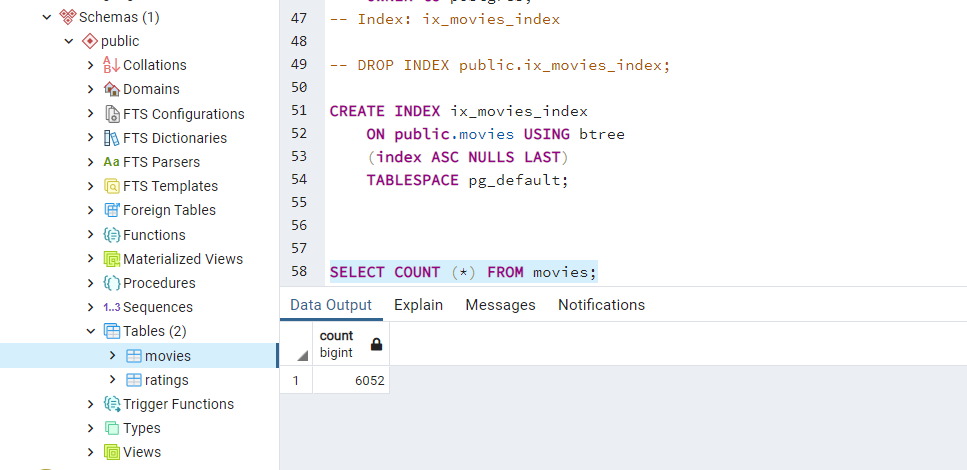 Schemas (1)
public
Collations
Domains
FTS Configurations
FTS Dictionaries
Aa FTS Parsers
FTS Templates
Foreign Tables
Functions
Materialized Views
Procedures
1..3 Sequences
Tables (2)
movies
ratings
Trigger Functions
Types
Views
47 -- Index: ix_movies_index
48
49 -- DROP INDEX public.ix_movies_index;
50
51 CREATE INDEX ix_movies_index
52 ON public.movies USING btree
53 (index ASC NULLS LAST)
54 TABLESPACE pg_default;
55
56
57
58 SELECT COUNT (*) FROM movies;
Data Output Explain Messages Notifications
count
bigint
1 6052